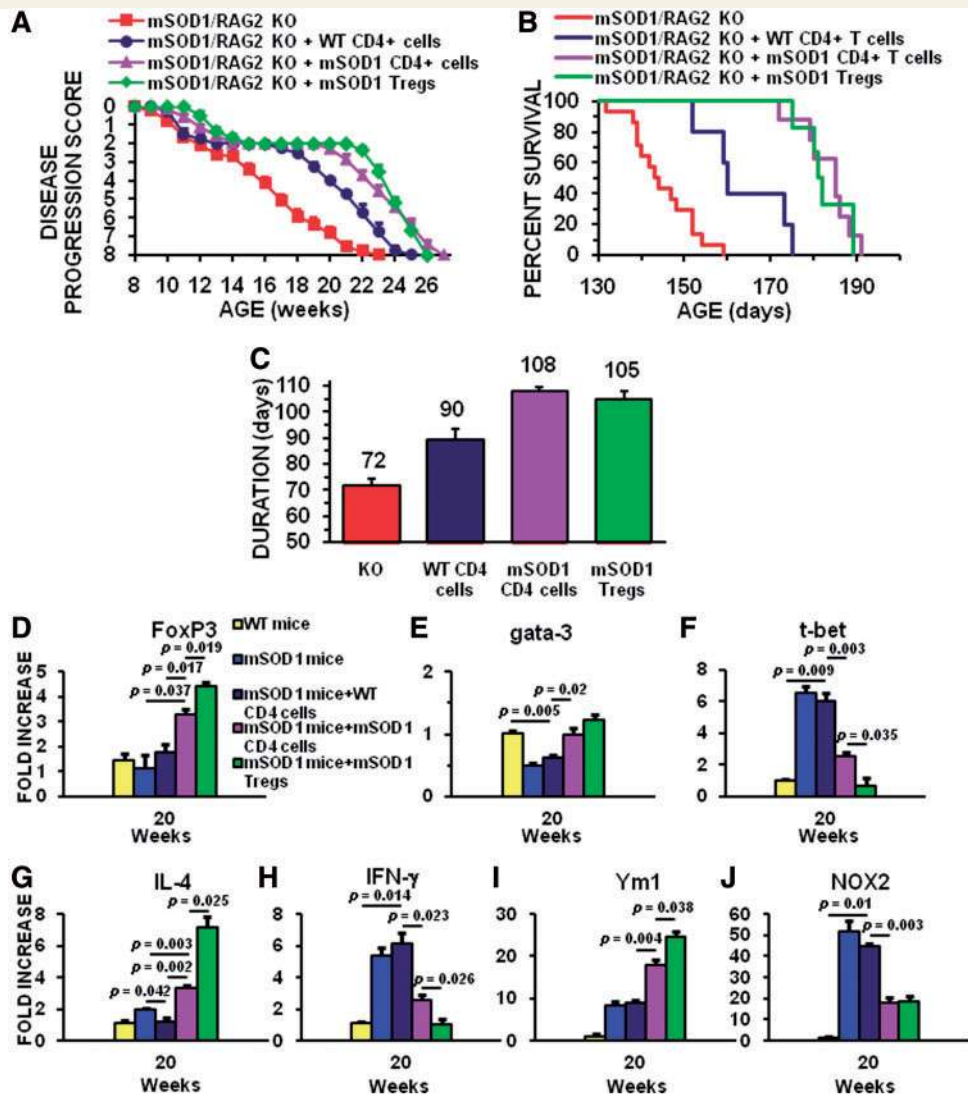 A
mSOD1/RAG2 KO
mSOD1/RAG2 KO + WT CD4+ cells
mSOD1/RAG2 KO + mSOD1 CD4+ cells
mSOD1/RAG2 KO + mSOD1 Tregs
DISEASE
PROGRESSION SCORE
0
1
2
3
4
5
6
7
8
8 10 12 14 16 18 20 22 24 26
AGE (weeks)
B
mSOD1/RAG2 KO
mSOD1/RAG2 KO + WT CD4+ T cells
mSOD1/RAG2 KO + mSOD1 CD4+ T cells
mSOD1/RAG2 KO + mSOD1 Tregs
PERCENT SURVIVAL
100
80
60
40
20
0
130 150 170 190
AGE (days)
C
DURATION (days)
110
100
90
80
70
60
50
72
90
108
105
KO
WT CD4
cells
mSOD1
CD4 cells
mSOD1
Tregs
D
FoxP3
FOLD INCREASE
5
4
3
2
1
0
p = 0.019
p = 0.017
p = 0.037
20
Weeks
WT mice
mSOD1 mice
mSOD1 mice+WT
CD4 cells
mSOD1 mice+mSOD1
CD4 cells
mSOD1 mice+mSOD1
Tregs
E
gata-3
2
1
0
p = 0.02
p = 0.005
20
Weeks
F
t-bet
8
6
4
2
0
p = 0.003
p = 0.009
p = 0.035
20
Weeks
G
IL-4
FOLD INCREASE
8
6
4
2
0
p = 0.025
p = 0.003
p = 0.002
p = 0.042
20
Weeks
H
IFN-γ
8
6
4
2
0
p = 0.014
p = 0.023
p = 0.026
20
Weeks
I
Ym1
30
20
10
0
p = 0.038
p = 0.004
20
Weeks
J
NOX2
60
50
40
30
20
10
0
p = 0.01
p = 0.003
20
Weeks